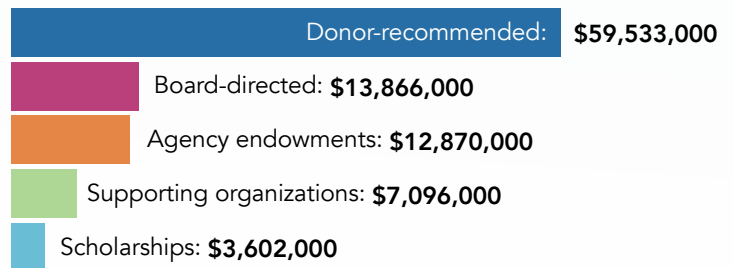 Donor-recommended: $59,533,000
Board-directed: $13,866,000
Agency endowments: $12,870,000
Supporting organizations: $7,096,000
Scholarships: $3,602,000